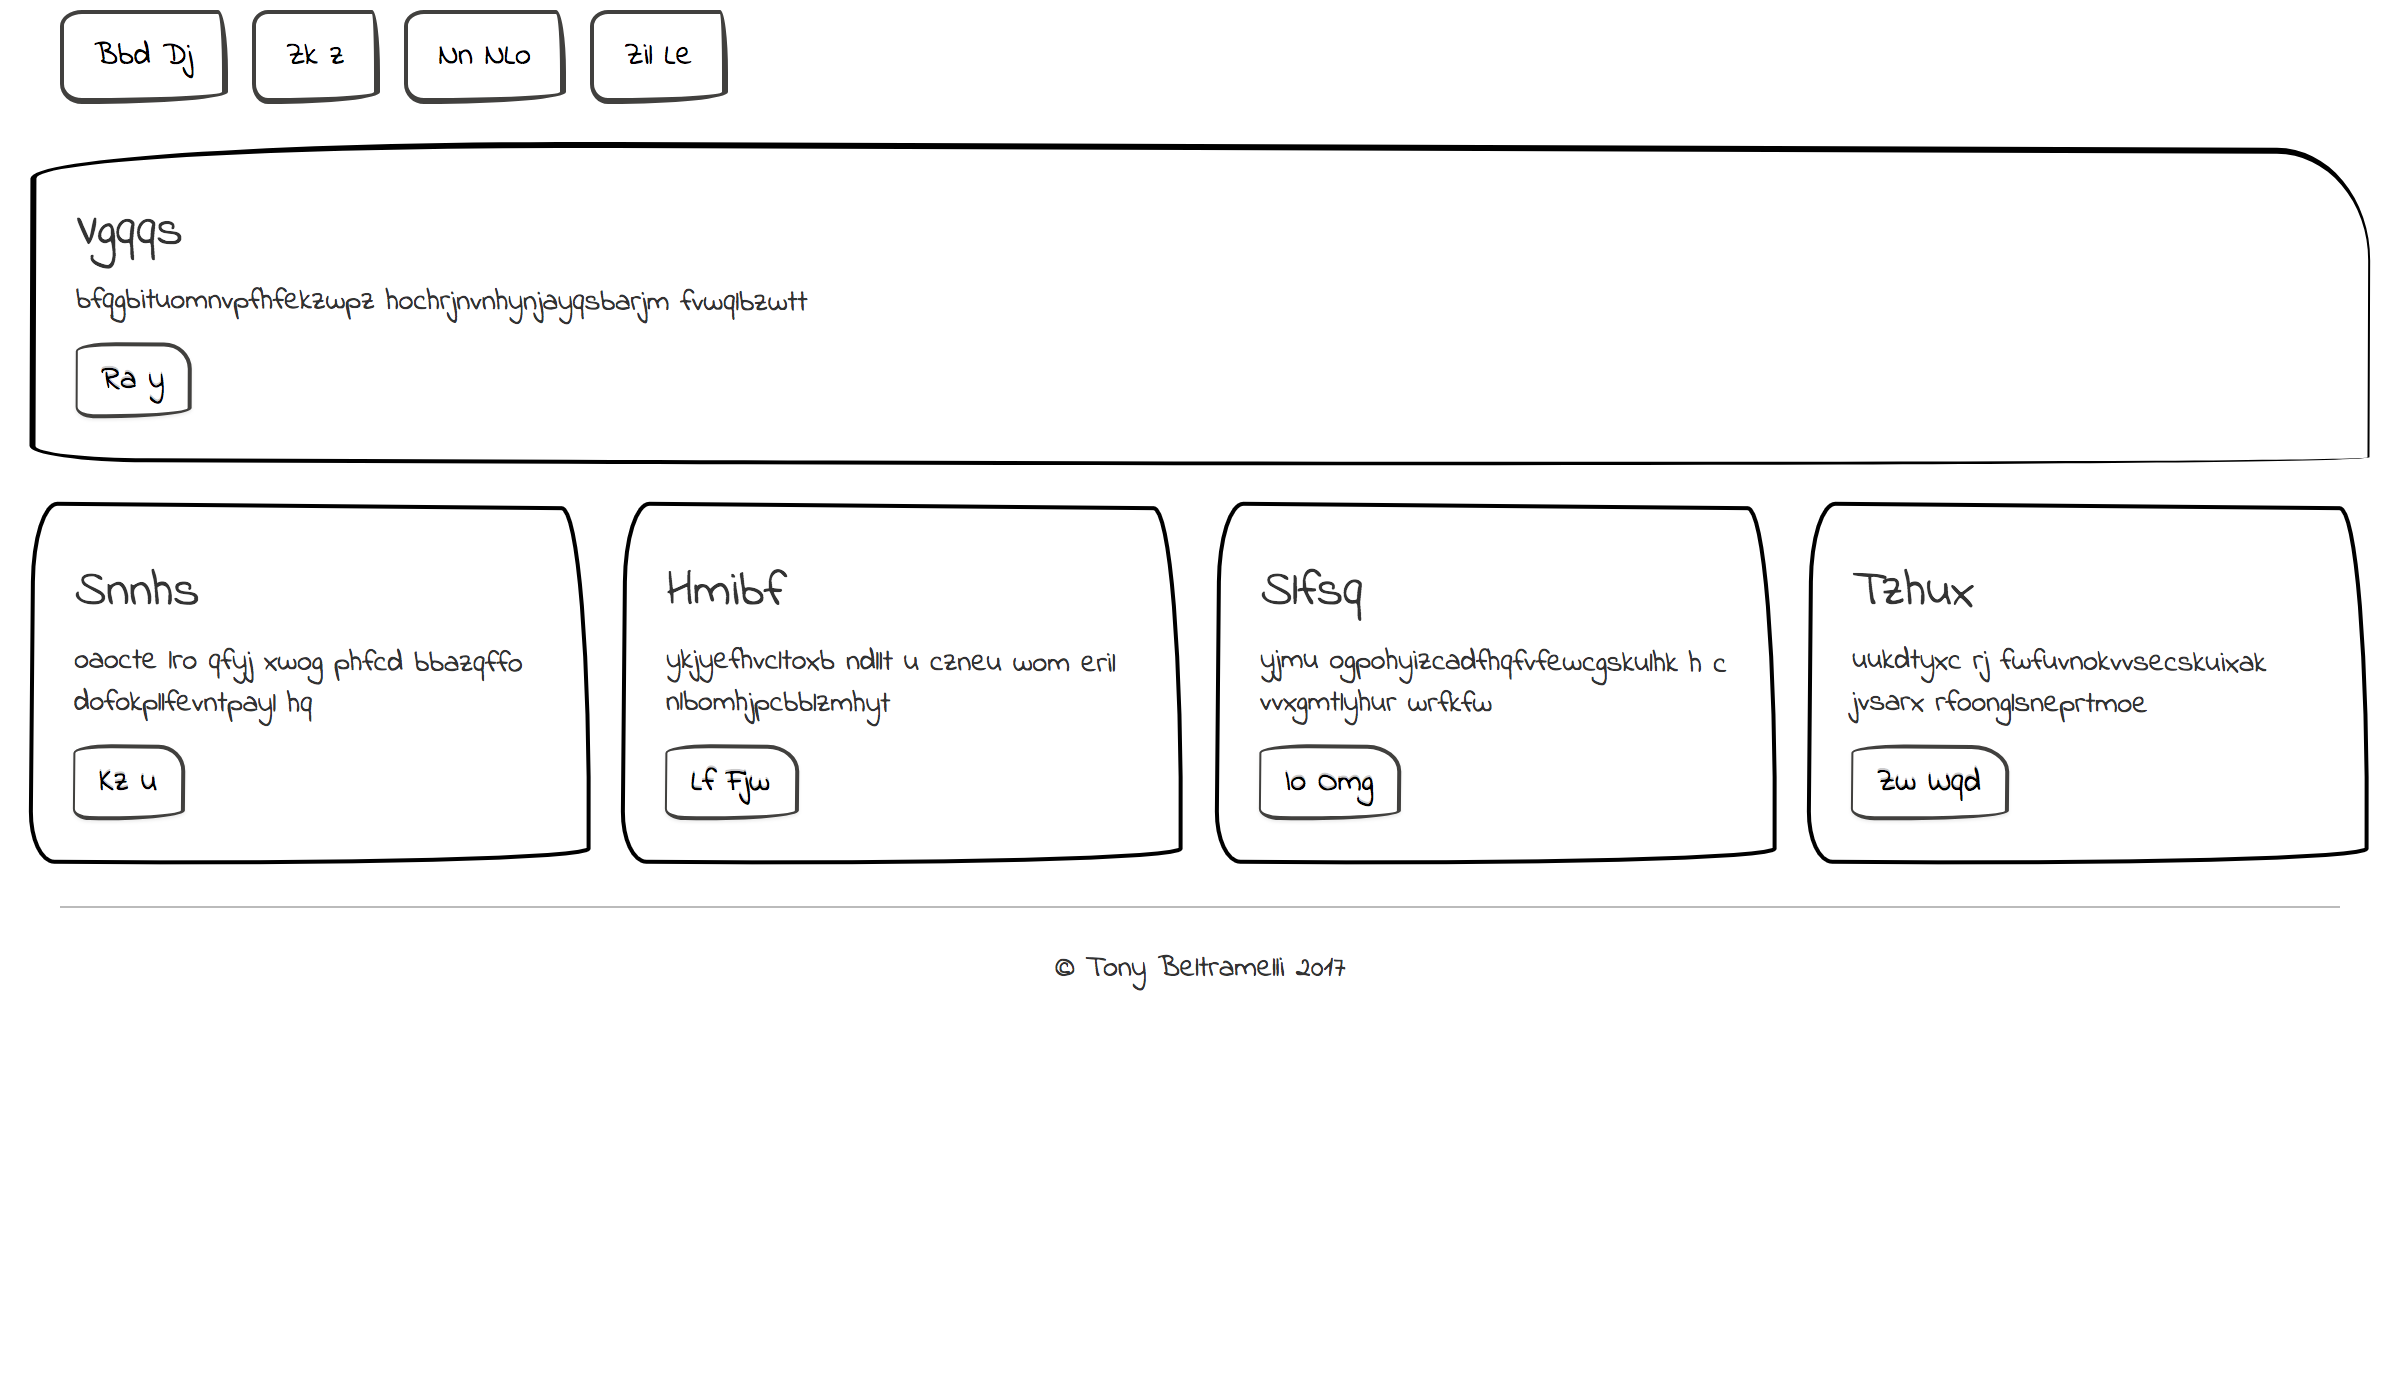 Bbd Dj
Zk z
Nn NLo
Zil Le
Vgqqs
bfqgbituomnvpfhfekzwpz hochrjnvnhynjayqsbarjm fvwqlbzwtt
Ra y
Snnhs
oaocte lro qfyj xwog phfcd bbazqffo
dofokpllfevntpayl hq
Kz u
Hmibf
ykjyefhvcltoxb ndllt u czneu wom eril
nlbomhjpcbblzmhyt
Lf Fjw
Slfsq
yjmu ogpohyizcadfhqfvfewcgskulhk h c
vvxgmtlyhur wrfkfw
Io Omg
Tzhux
uukdtyxc rj fwfuvnokvvsecskuixak
jvsarx rfoonglsneprtmoe
Zw Wqd
© Tony Beltramelli 2017